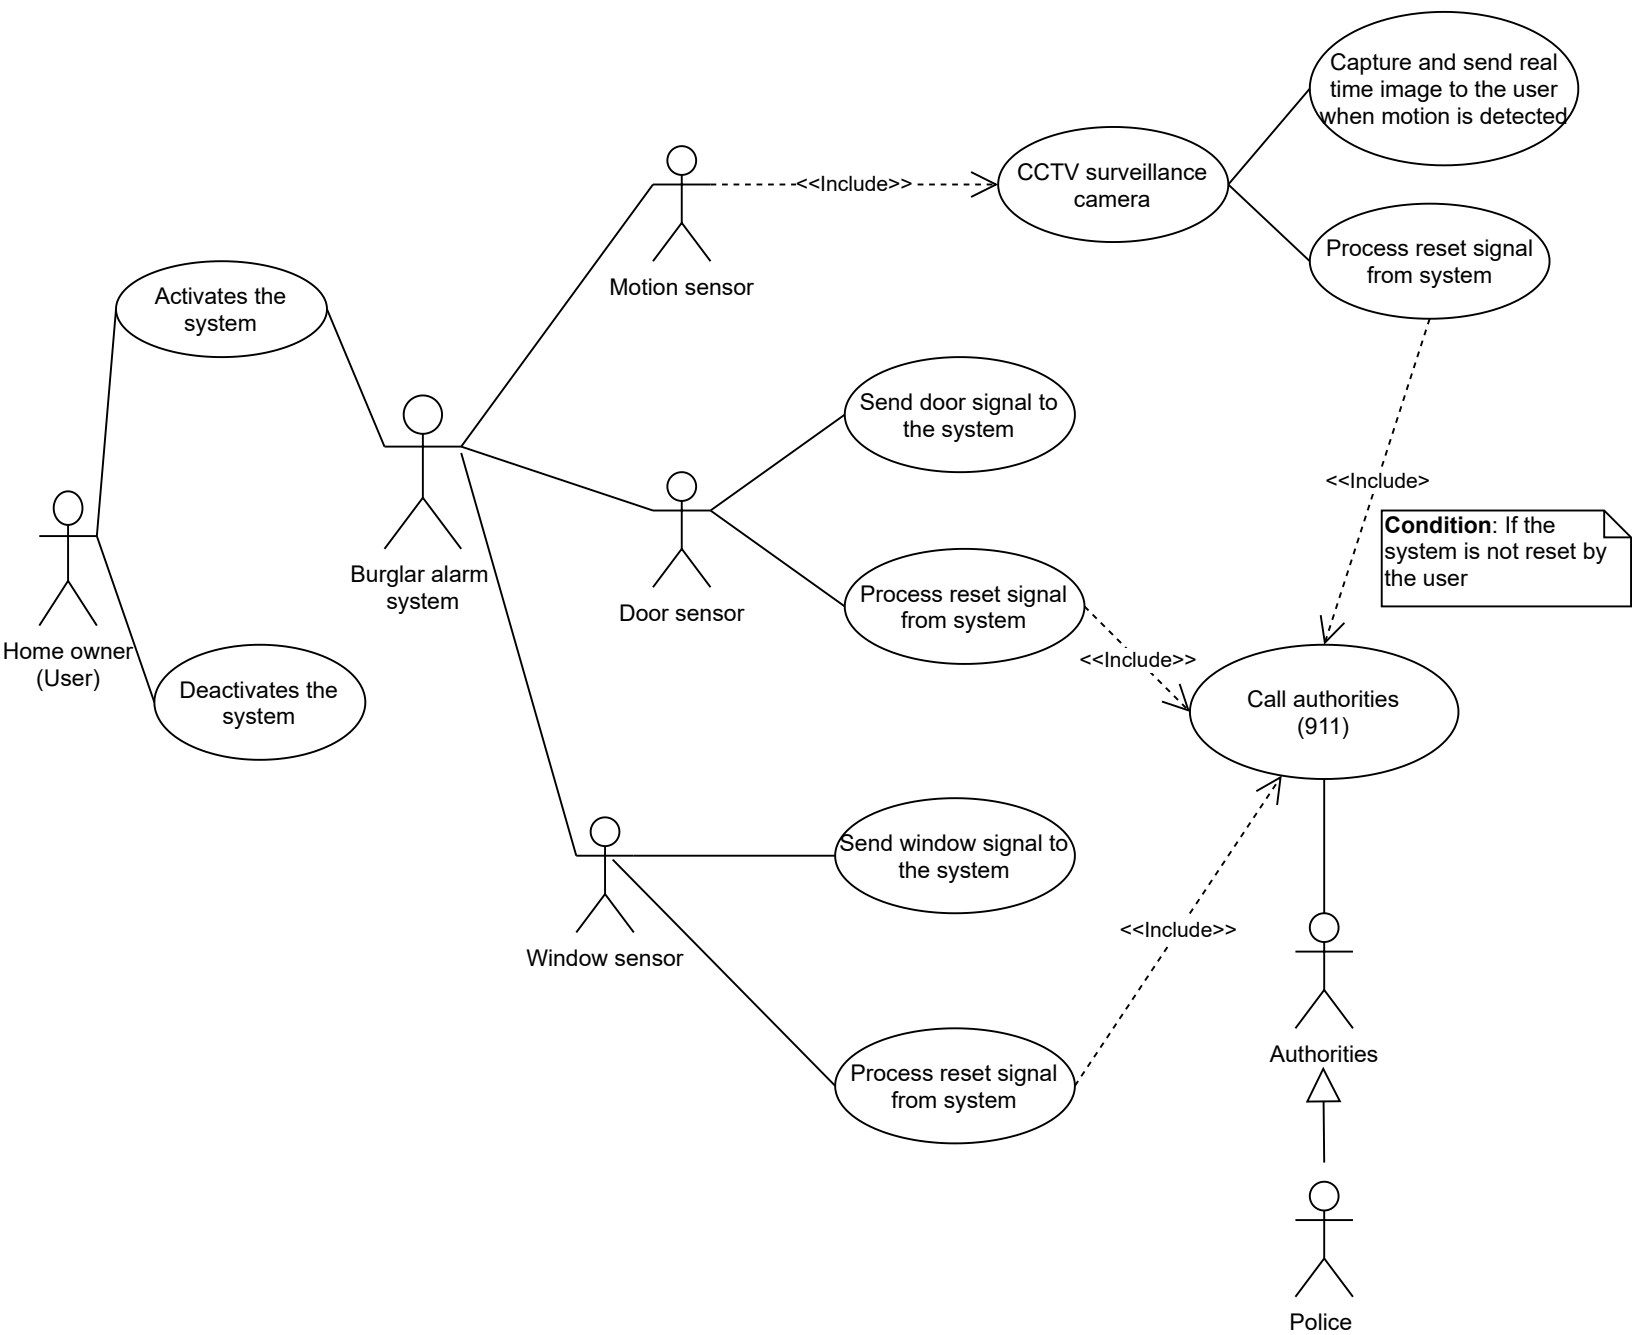 Capture and send real
time image to the user
when motion is detected
CCTV surveillance
camera
<<Include>>
Motion sensor
Process reset signal
from system
Activates the
system
Send door signal to
the system
<<Include>
Condition: If the
system is not reset by
the user
Burglar alarm
system
Door sensor
Process reset signal
from system
Home owner
(User)
<<Include>>
Deactivates the
system
Call authorities
(911)
Send window signal to
the system
<<Include>>
Window sensor
Authorities
Process reset signal
from system
Police